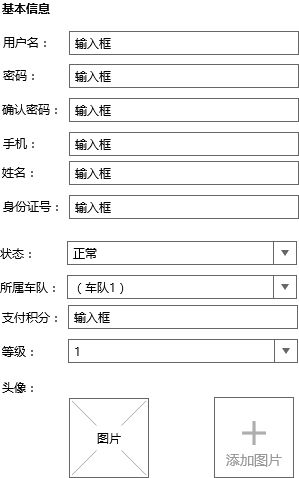 基本信息
用户名： 输入框
密码： 输入框
确认密码： 输入框
手机： 输入框
姓名： 输入框
身份证号： 输入框
状态： 正常
所属车队： （车队1）
支付积分： 输入框
等级： 1
头像：
图片
添加图片